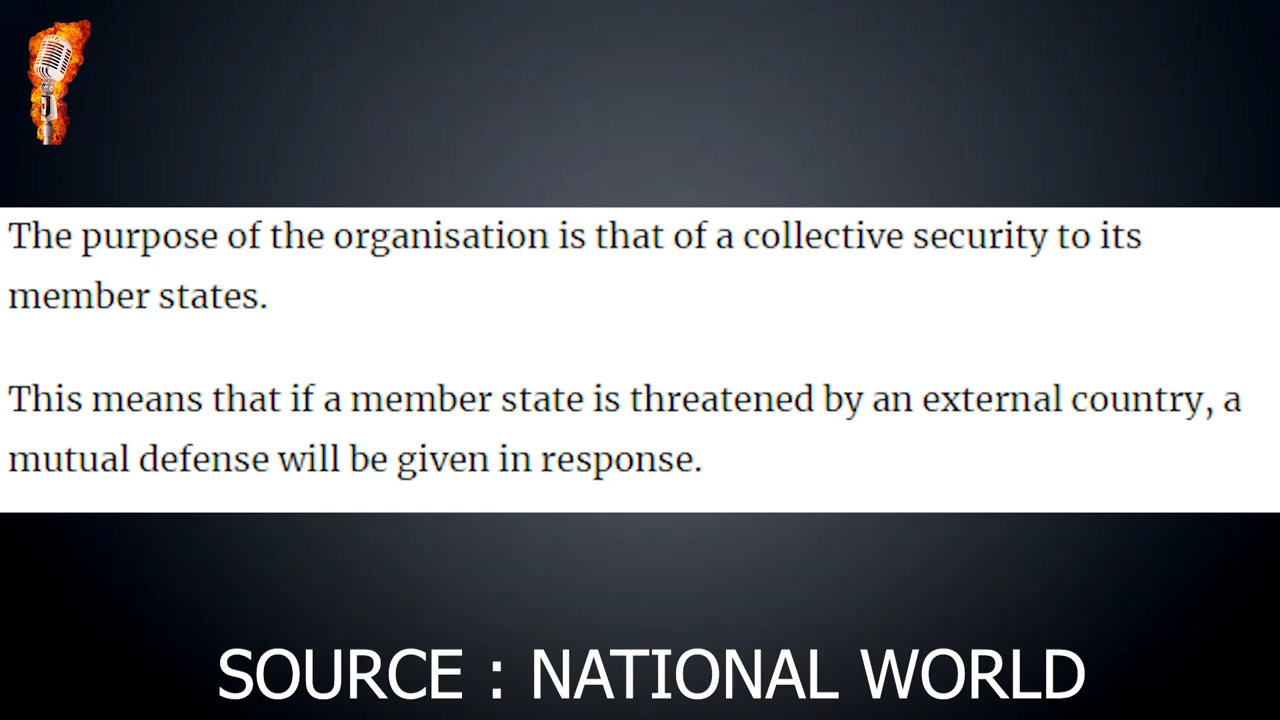 The purpose of the organisation is that of a collective security to its
member states.
This means that if a member state is threatened by an external country, a
mutual defense will be given in response.
SOURCE : NATIONAL WORLD